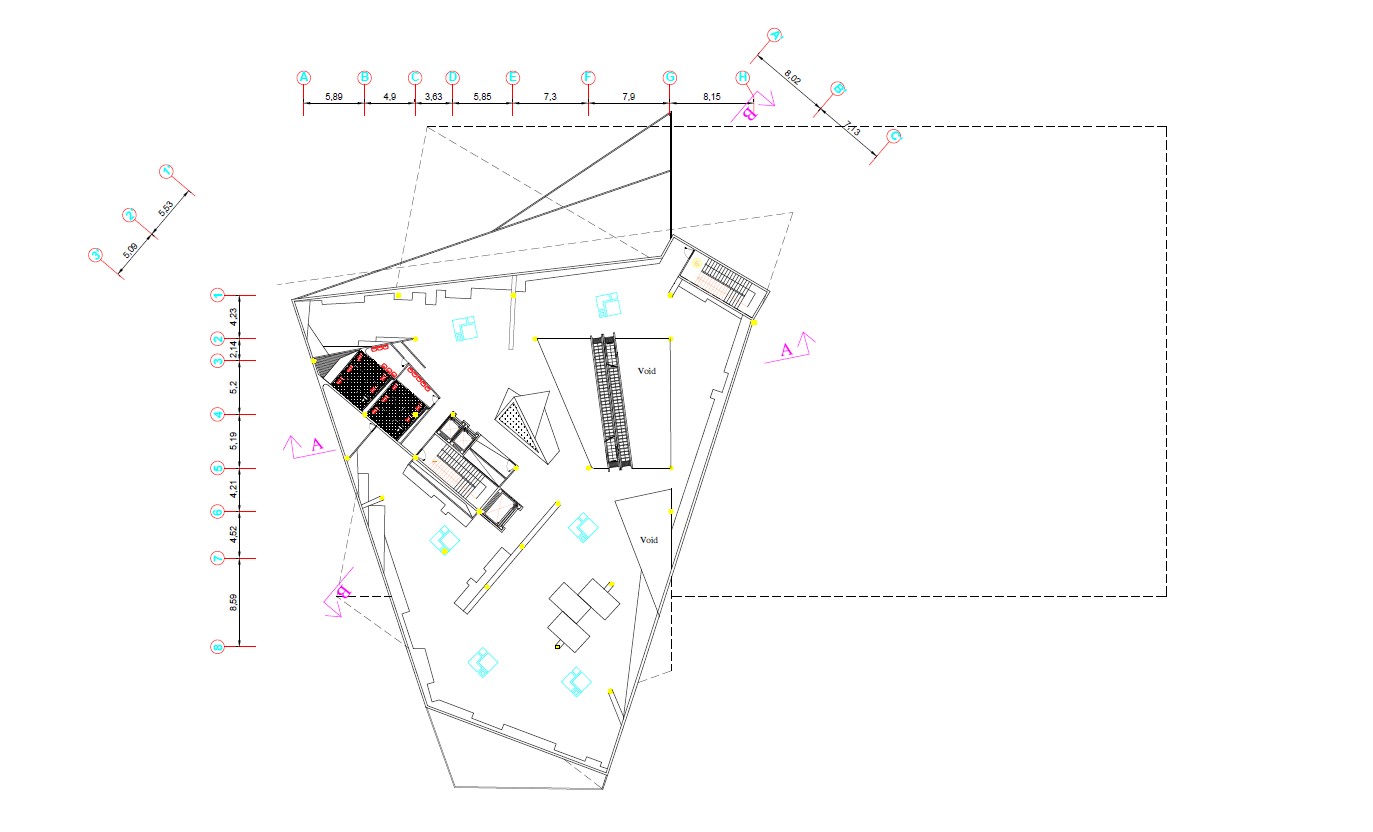 A B C D E F G H
5,89 4,9 3,63 5,85 7,3 7,9 8,15
A' B' C'
8,02 7,13
B
1' 2' 3'
5,53 5,09
1
4,23
2
2,14
3
5,2
4
5,19
5
4,21
6
4,52
7
8,59
8
Void
A
A
Void
B